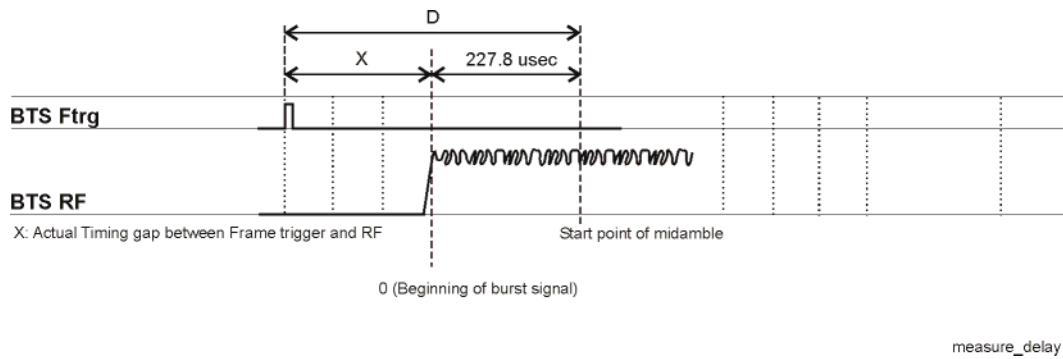 D
X
227.8 usec
BTS Ftrg
BTS RF
X: Actual Timing gap between Frame trigger and RF
Start point of midamble
0 (Beginning of burst signal)
measure_delay